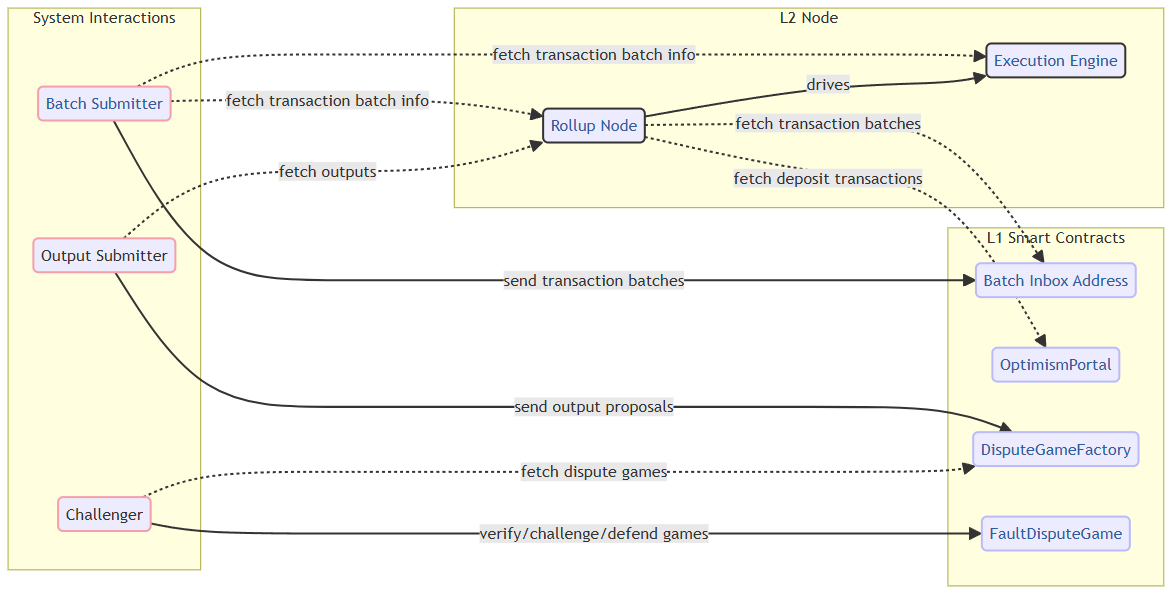 System Interactions
L2 Node
fetch transaction batch info
Execution Engine
drives
Batch Submitter
fetch transaction batch info
Rollup Node
fetch transaction batches
fetch outputs
fetch deposit transactions
L1 Smart Contracts
Output Submitter
send transaction batches
Batch Inbox Address
OptimismPortal
send output proposals
DisputeGameFactory
fetch dispute games
Challenger
verify/challenge/defend games
FaultDisputeGame